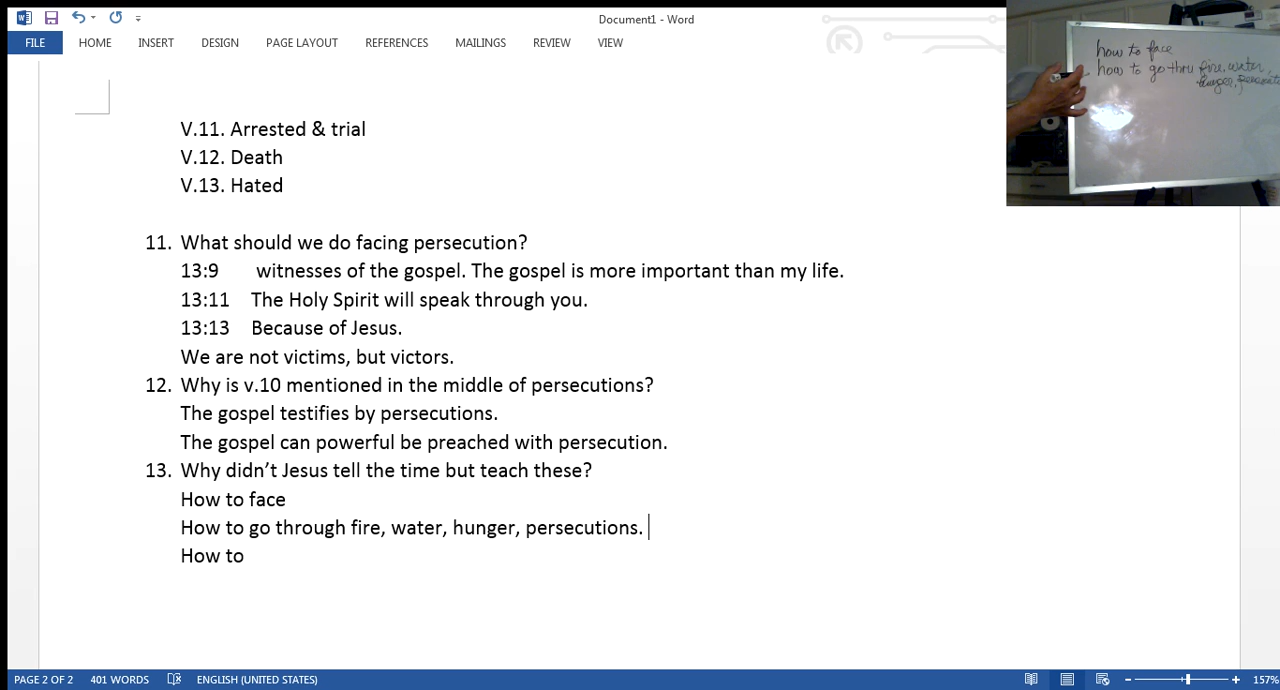 Document1 - Word
FILE HOME INSERT DESIGN PAGE LAYOUT REFERENCES MAILINGS REVIEW VIEW
how to face
how to go thru fire, water,
hunger,
V.11. Arrested & trial
V.12. Death
V.13. Hated
11. What should we do facing persecution?
13:9 witnesses of the gospel. The gospel is more important than my life.
13:11 The Holy Spirit will speak through you.
13:13 Because of Jesus.
We are not victims, but victors.
12. Why is v.10 mentioned in the middle of persecutions?
The gospel testifies by persecutions.
The gospel can powerful be preached with persecution.
13. Why didn’t Jesus tell the time but teach these?
How to face
How to go through fire, water, hunger, persecutions.
How to
PAGE 2 OF 2 401 WORDS ENGLISH (UNITED STATES) 157%